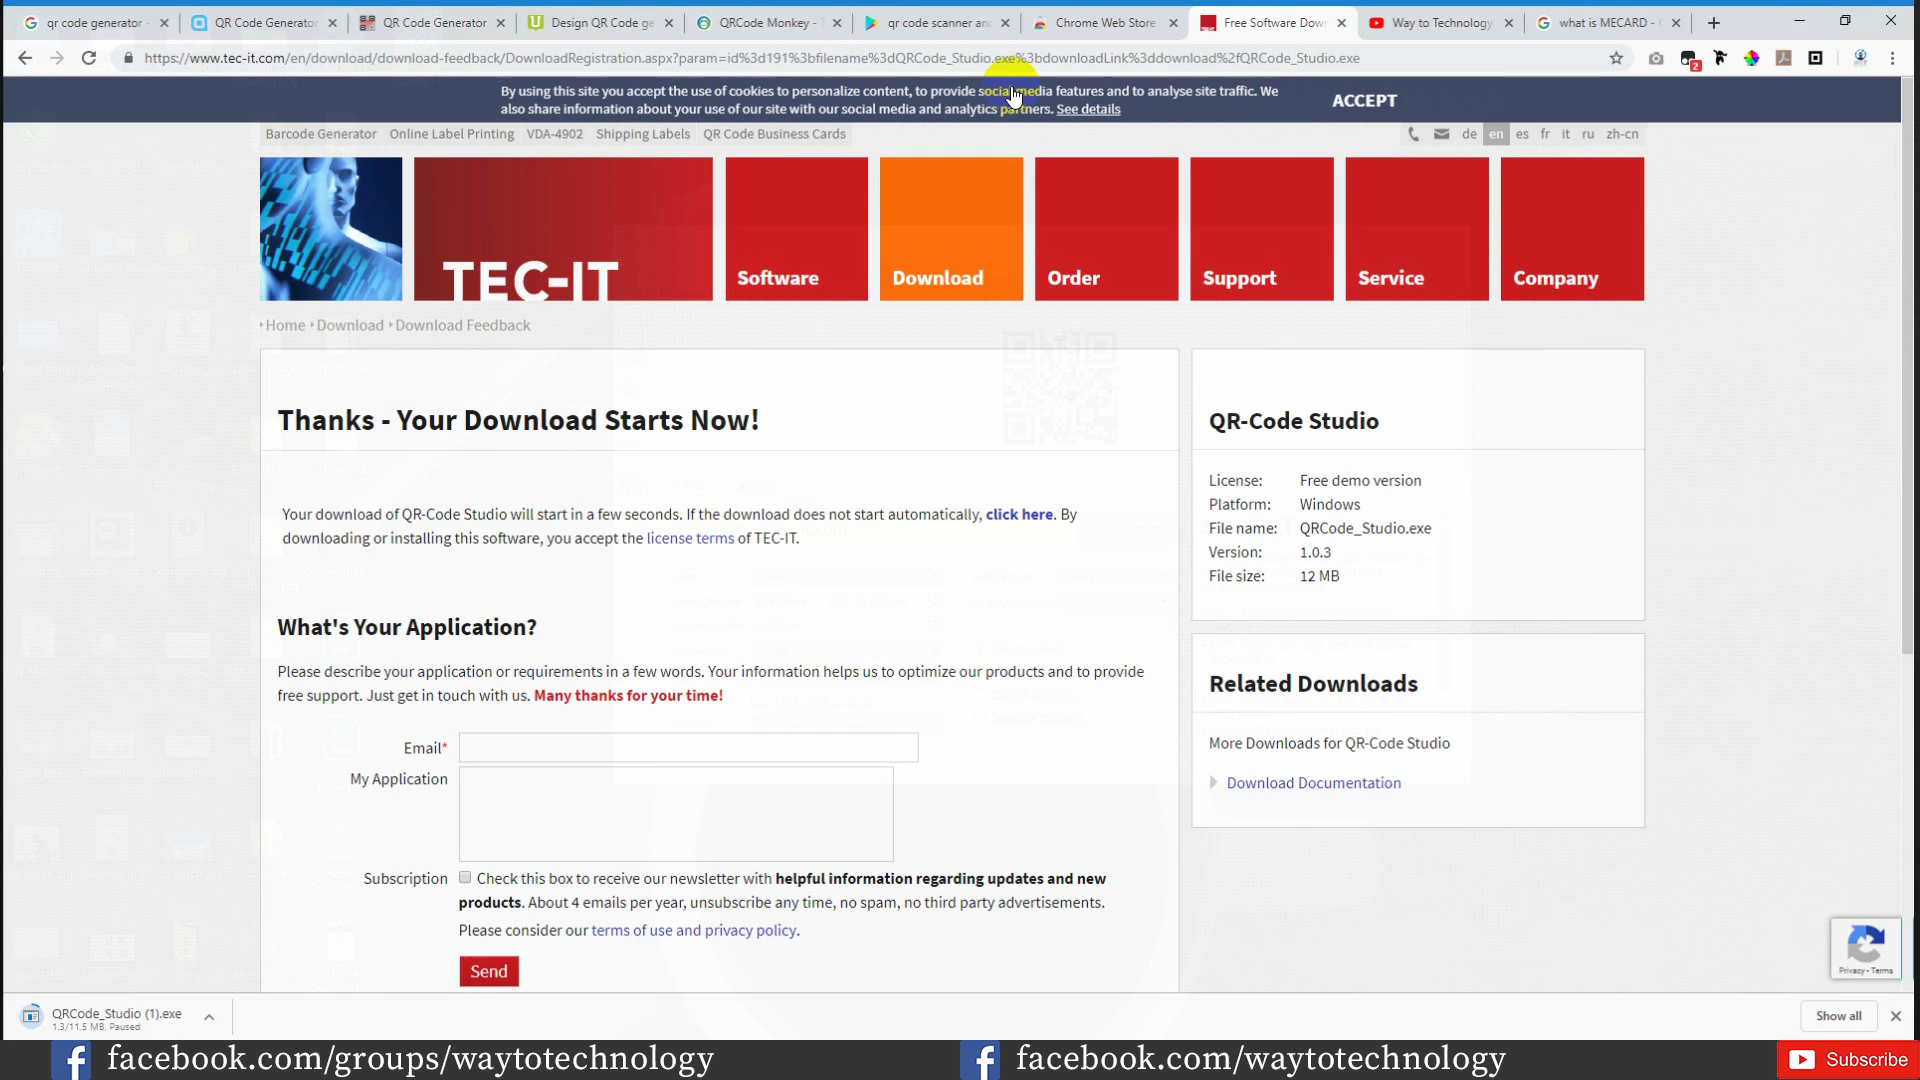 qr code generator -
QR Code Generator
QR Code Generator
Design QR Code ge
QRCode Monkey - T
qr code scanner and
Chrome Web Store
Free Software Down
Way to Technology
what is MECARD - G
https://www.tec-it.com/en/download/download-feedback/DownloadRegistration.aspx?param=id%3d191%3bfilename%3dQRCode_Studio.exe%3bdownloadLink%3ddownload%2fQRCode_Studio.exe
2
By using this site you accept the use of cookies to personalize content, to provide social media features and to analyse site traffic. We
also share information about your use of our site with our social media and analytics partners. See details
ACCEPT
Barcode Generator Online Label Printing VDA-4902 Shipping Labels QR Code Business Cards
de en es fr it ru zh-cn
TEC-IT
Software
Download
Order
Support
Service
Company
Home Download Download Feedback
Thanks - Your Download Starts Now!
Your download of QR-Code Studio will start in a few seconds. If the download does not start automatically, click here. By
downloading or installing this software, you accept the license terms of TEC-IT.
What's Your Application?
Please describe your application or requirements in a few words. Your information helps us to optimize our products and to provide
free support. Just get in touch with us. Many thanks for your time!
Email*
My Application
Subscription
Check this box to receive our newsletter with helpful information regarding updates and new
products. About 4 emails per year, unsubscribe any time, no spam, no third party advertisements.
Please consider our terms of use and privacy policy.
Send
QR-Code Studio
License: Free demo version
Platform: Windows
File name: QRCode_Studio.exe
Version: 1.0.3
File size: 12 MB
Related Downloads
More Downloads for QR-Code Studio
Download Documentation
Privacy - Terms
QRCode_Studio (1).exe
1.3/11.5 MB, Paused
Show all
facebook.com/groups/waytotechnology
facebook.com/waytotechnology
Subscribe